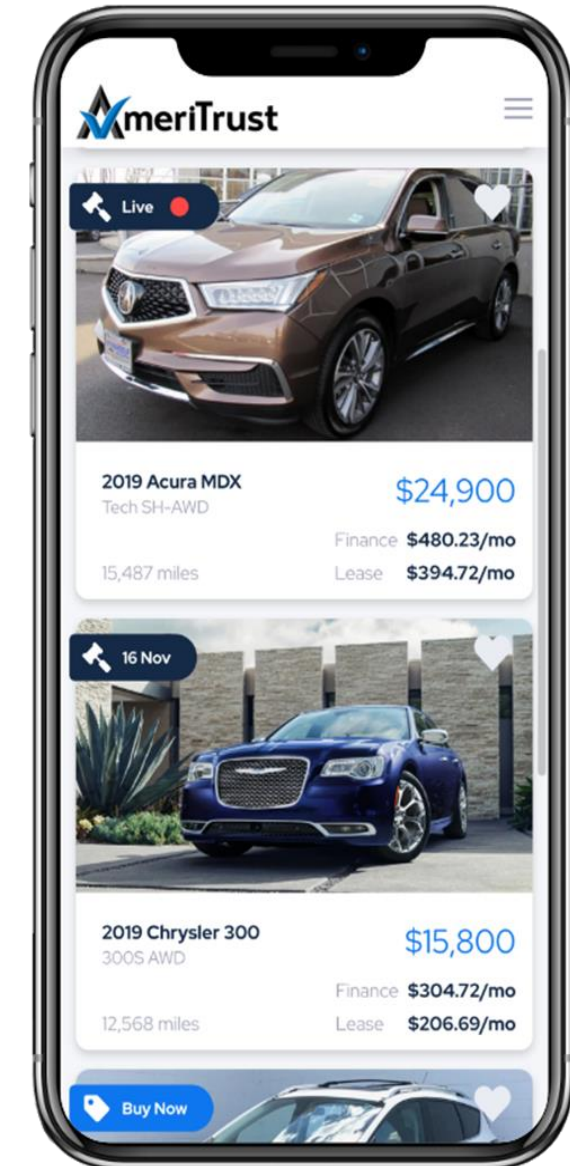 AmeriTrust
Live
2019 Acura MDX
$24,900
Tech SH-AWD
Finance $480.23/mo
15,487 miles
Lease $394.72/mo
16 Nov
2019 Chrysler 300
$15,800
300S AWD
Finance $304.72/mo
12,568 miles
Lease $206.69/mo
Buy Now